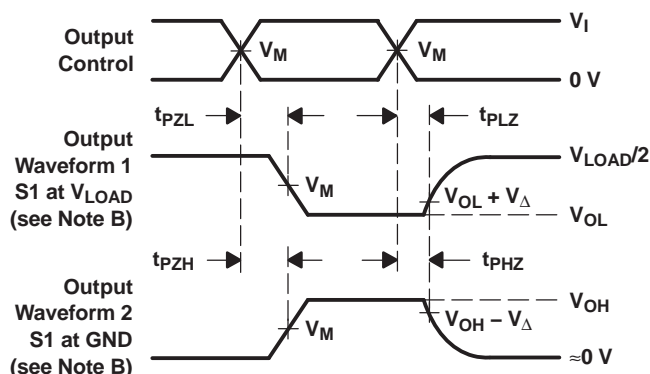 Output
Control
V_M
V_M
V_I
0 V
t_PZL
t_PLZ
Output
Waveform 1
S1 at V_LOAD
(see Note B)
V_M
V_LOAD/2
V_OL + V_Δ
V_OL
t_PZH
t_PHZ
Output
Waveform 2
S1 at GND
(see Note B)
V_M
V_OH
V_OH – V_Δ
≈0 V